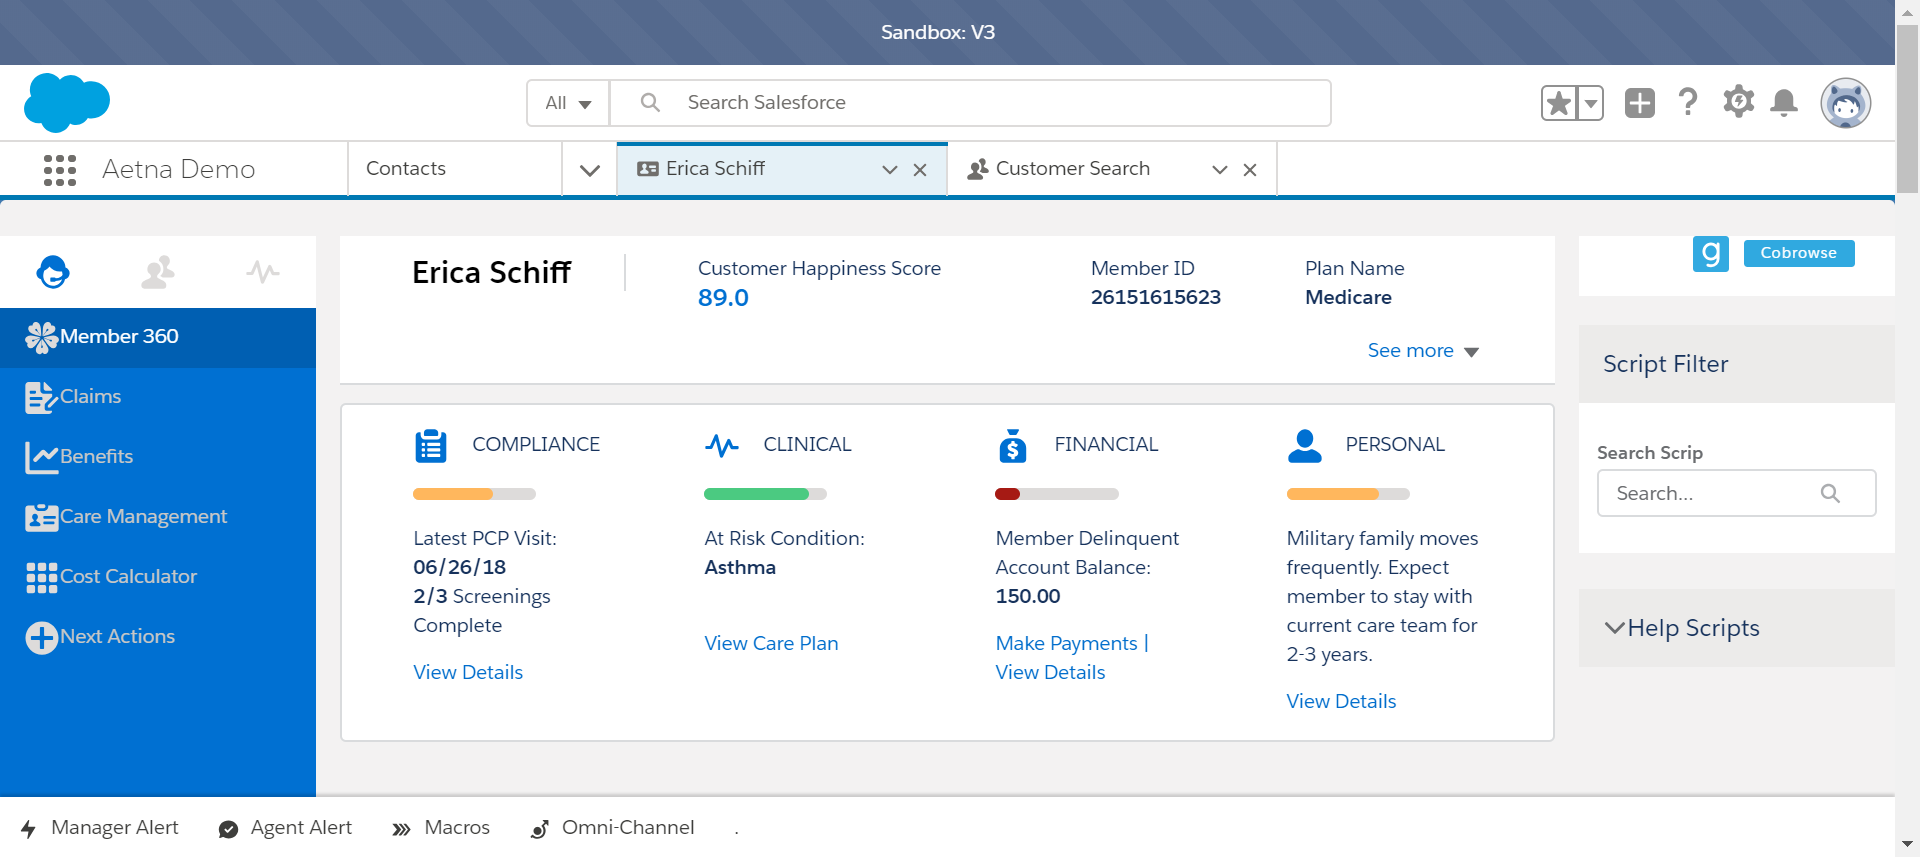 Sandbox: V3
All
Search Salesforce
Aetna Demo
Contacts
Erica Schiff
Customer Search
Erica Schiff
Customer Happiness Score
89.0
Member ID
26151615623
Plan Name
Medicare
See more
g
Cobrowse
Member 360
Claims
Benefits
Care Management
Cost Calculator
Next Actions
COMPLIANCE
Latest PCP Visit:
06/26/18
2/3 Screenings
Complete
View Details
CLINICAL
At Risk Condition:
Asthma
View Care Plan
FINANCIAL
Member Delinquent
Account Balance:
150.00
Make Payments |
View Details
PERSONAL
Military family moves
frequently. Expect
member to stay with
current care team for
2-3 years.
View Details
Script Filter
Search Scrip
Search...
Help Scripts
Manager Alert
Agent Alert
Macros
Omni-Channel
.